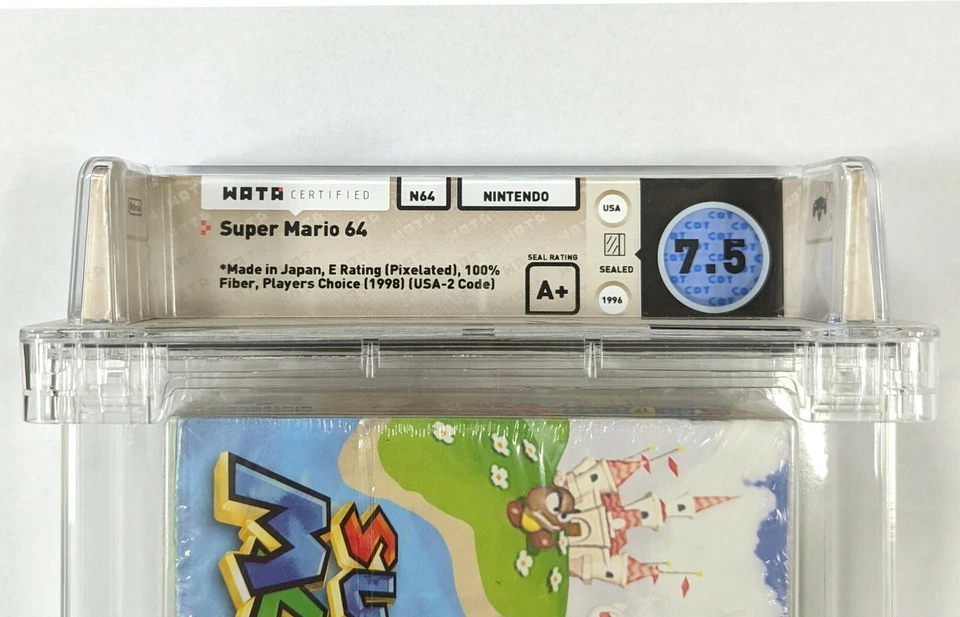 WATA CERTIFIED
N64
NINTENDO
Super Mario 64
*Made in Japan, E Rating (Pixelated), 100%
Fiber, Players Choice (1998) (USA-2 Code)
SEAL RATING
A+
USA
SEALED
1996
7.5